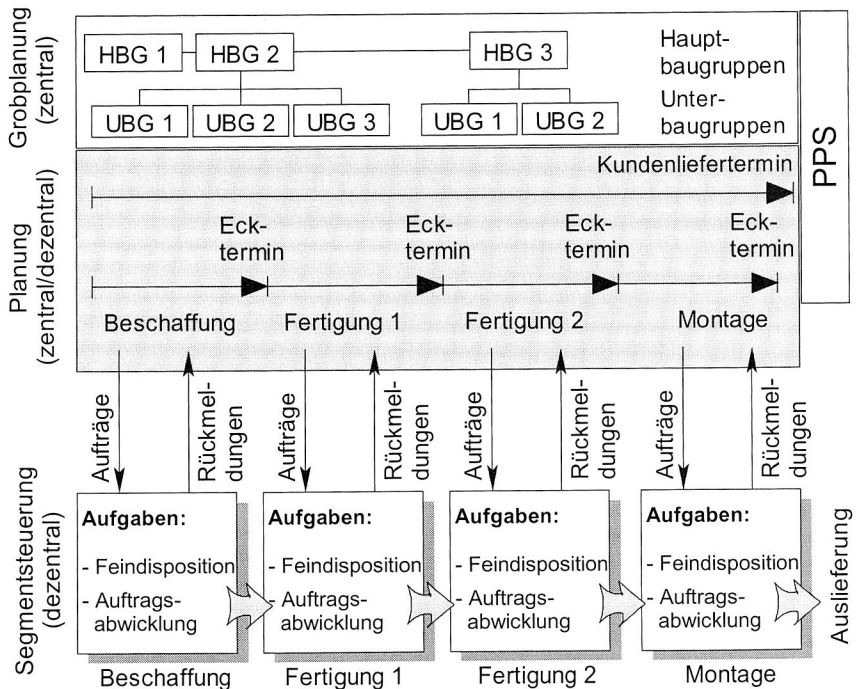 Grobplanung
(zentral)
HBG 1
HBG 2
HBG 3
Haupt-
baugruppen
UBG 1
UBG 2
UBG 3
UBG 1
UBG 2
Unter-
baugruppen
PPS
Planung
(zentral/dezentral)
Kundenliefertermin
Eck-
termin
Eck-
termin
Eck-
termin
Eck-
termin
Beschaffung
Fertigung 1
Fertigung 2
Montage
Aufträge
Rückmel-
dungen
Aufträge
Rückmel-
dungen
Aufträge
Rückmel-
dungen
Aufträge
Rückmel-
dungen
Segmentsteuerung
(dezentral)
Aufgaben:
- Feindisposition
- Auftrags-
abwicklung
Aufgaben:
- Feindisposition
- Auftrags-
abwicklung
Aufgaben:
- Feindisposition
- Auftrags-
abwicklung
Aufgaben:
- Feindisposition
- Auftrags-
abwicklung
Auslieferung
Beschaffung
Fertigung 1
Fertigung 2
Montage